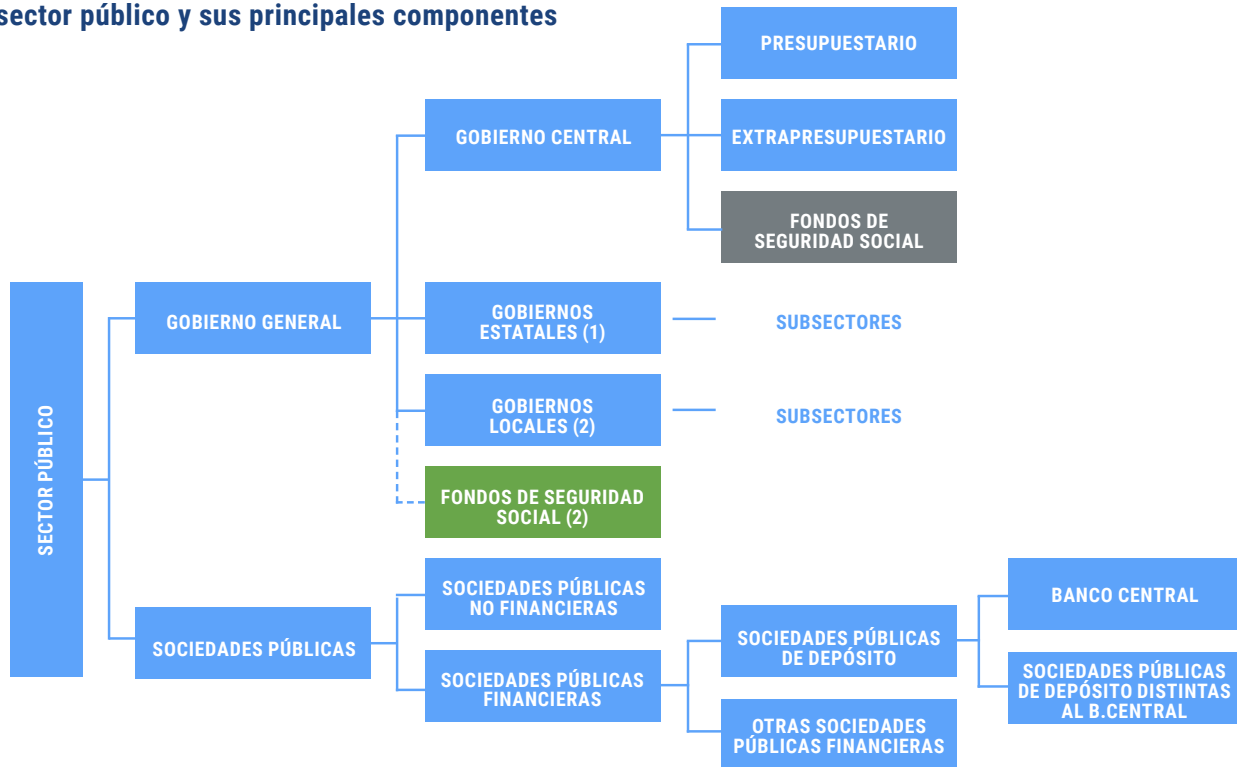 sector público y sus principales componentes
PRESUPUESTARIO
GOBIERNO CENTRAL
EXTRAPRESUPUESTARIO
FONDOS DE
SEGURIDAD SOCIAL
SECTOR PÚBLICO
GOBIERNO GENERAL
GOBIERNOS
ESTATALES (1)
SUBSECTORES
GOBIERNOS
LOCALES (2)
SUBSECTORES
FONDOS DE SEGURIDAD
SOCIAL (2)
SOCIEDADES PÚBLICAS
SOCIEDADES PÚBLICAS
NO FINANCIERAS
SOCIEDADES PÚBLICAS
FINANCIERAS
SOCIEDADES PÚBLICAS
DE DEPÓSITO
OTRAS SOCIEDADES
PÚBLICAS FINANCIERAS
BANCO CENTRAL
SOCIEDADES PÚBLICAS
DE DEPÓSITO DISTINTAS
AL B.CENTRAL